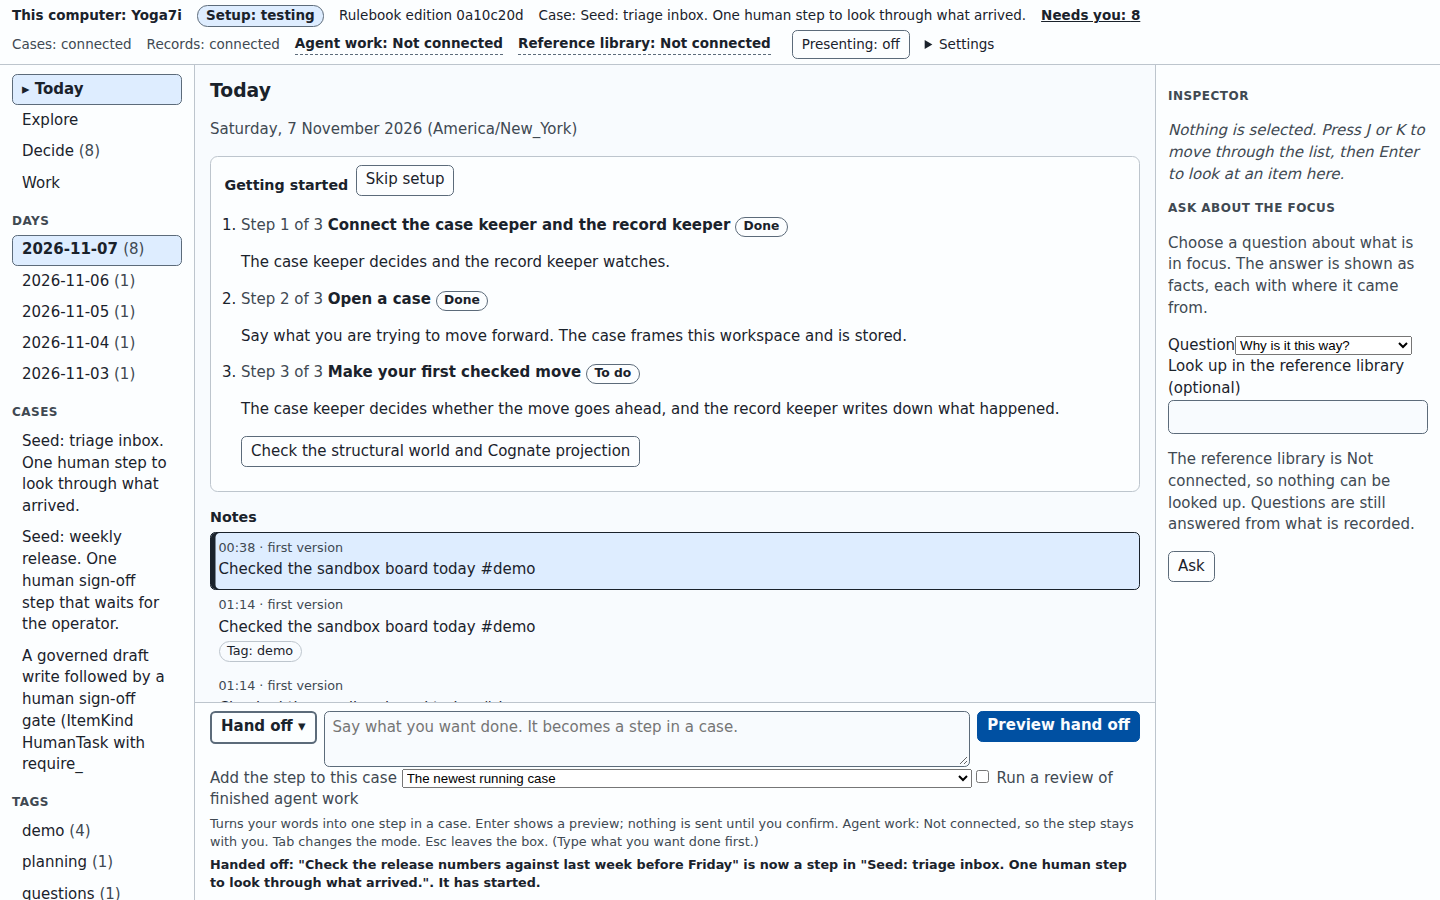 This computer: Yoga7i Setup: testing Rulebook edition 0a10c20d Case: Seed: triage inbox. One human step to look through what arrived. Needs you: 8
Cases: connected Records: connected Agent work: Not connected Reference library: Not connected Presenting: off ▶ Settings
▸ Today
Explore
Decide (8)
Work
DAYS
2026-11-07 (8)
2026-11-06 (1)
2026-11-05 (1)
2026-11-04 (1)
2026-11-03 (1)
CASES
Seed: triage inbox.
One human step to
look through what
arrived.
Seed: weekly
release. One
human sign-off
step that waits for
the operator.
A governed draft
write followed by a
human sign-off
gate (ItemKind
HumanTask with
require_
TAGS
demo (4)
planning (1)
questions (1)
Today
Saturday, 7 November 2026 (America/New_York)
Getting started Skip setup
1. Step 1 of 3 Connect the case keeper and the record keeper Done
The case keeper decides and the record keeper watches.
2. Step 2 of 3 Open a case Done
Say what you are trying to move forward. The case frames this workspace and is stored.
3. Step 3 of 3 Make your first checked move To do
The case keeper decides whether the move goes ahead, and the record keeper writes down what happened.
Check the structural world and Cognate projection
Notes
00:38 · first version
Checked the sandbox board today #demo
01:14 · first version
Checked the sandbox board today #demo
Tag: demo
01:14 · first version
Hand off ▾ Say what you want done. It becomes a step in a case. Preview hand off
Add the step to this case The newest running case Run a review of
finished agent work
Turns your words into one step in a case. Enter shows a preview; nothing is sent until you confirm. Agent work: Not connected, so the step stays
with you. Tab changes the mode. Esc leaves the box. (Type what you want done first.)
Handed off: "Check the release numbers against last week before Friday" is now a step in "Seed: triage inbox. One human step
to look through what arrived.". It has started.
INSPECTOR
Nothing is selected. Press J or K to
move through the list, then Enter
to look at an item here.
ASK ABOUT THE FOCUS
Choose a question about what is
in focus. The answer is shown as
facts, each with where it came
from.
Question Why is it this way?
Look up in the reference library
(optional)
The reference library is Not
connected, so nothing can be
looked up. Questions are still
answered from what is recorded.
Ask